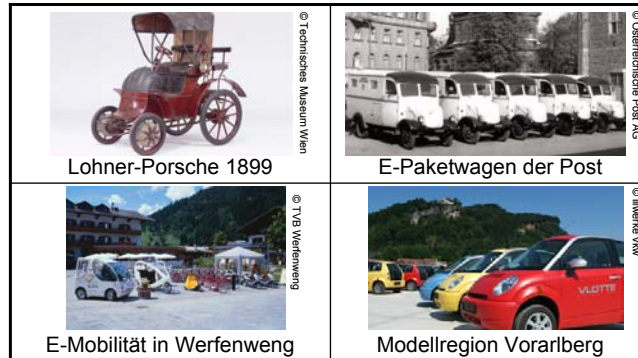 © Technisches Museum Wien
Lohner-Porsche 1899
© Österreichische Post AG
E-Paketwagen der Post
© TVB Werfenweng
E-Mobilität in Werfenweng
© Illwerke vkw
VLOTTE
Modellregion Vorarlberg